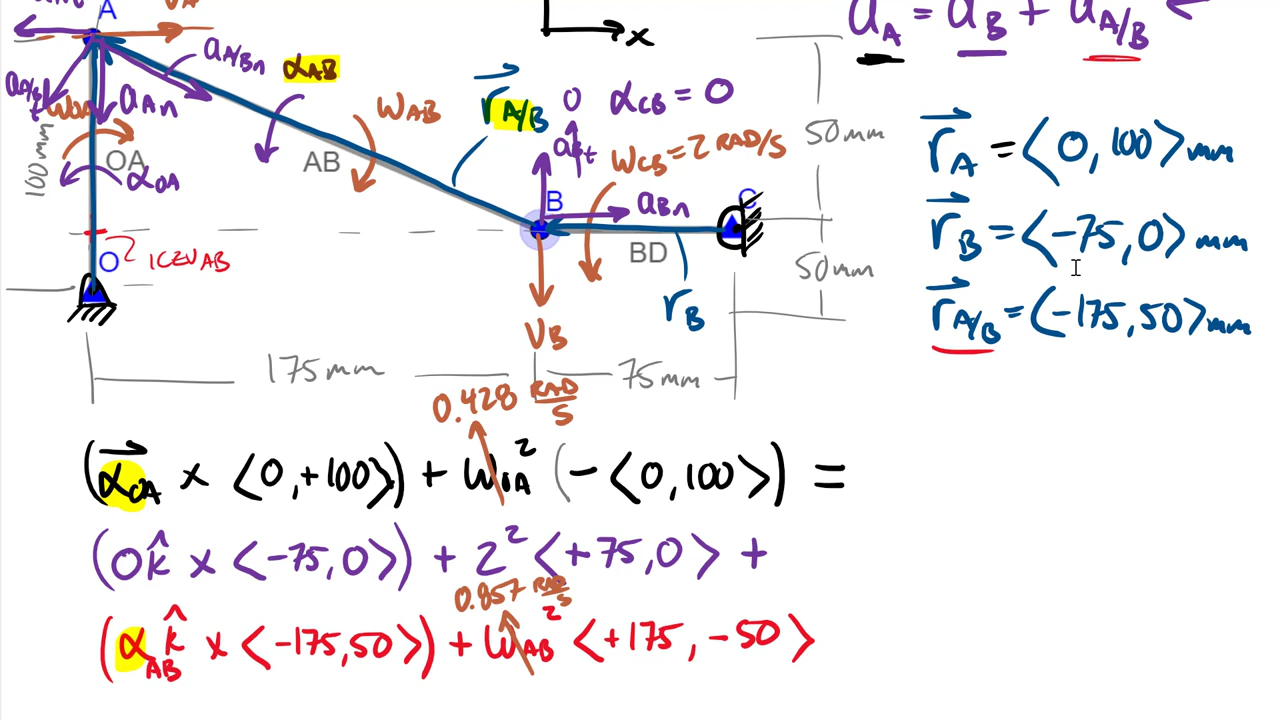 A
x
a_A = a_B + a_A/B
a_A/Bn
α_AB
r_A/B
0
α_CB = 0
a_An
ω_AB
a_Bt
ω_CB = 2 RAD/S
50mm
r_A = <0, 100> mm
100mm
OA
α_OA
AB
B
a_Bn
C
BD
r_B = <-75, 0> mm
O
ICZV AB
50mm
r_B
r_A/B = <-175, 50> mm
V_B
175mm
75mm
0.428 RAD/S
(α_OA × <0, +100>) + ω_OA² (-<0, 100>) =
(0k̂ × <-75, 0>) + 2² <+75, 0> +
0.857 RAD/S
(α_AB k̂ × <-175, 50>) + ω_AB² <+175, -50>